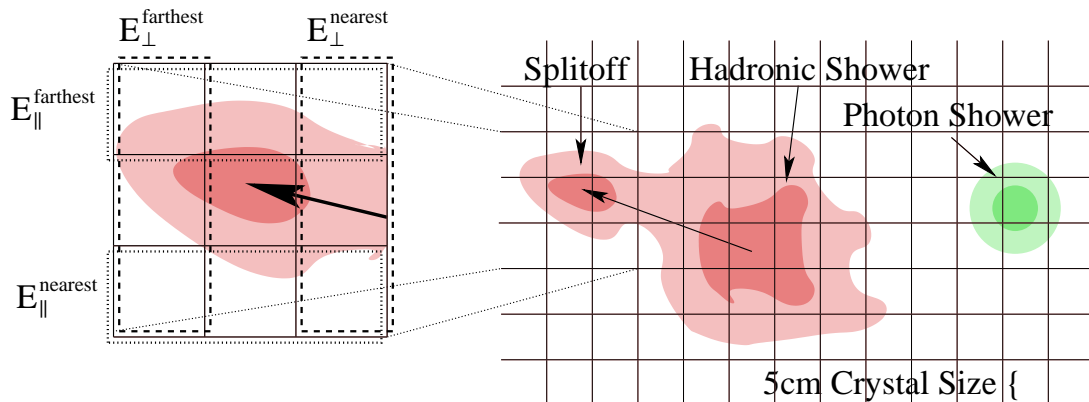 E⊥^farthest E⊥^nearest
E∥^farthest
E∥^nearest
Splitoff Hadronic Shower
Photon Shower
5cm Crystal Size {